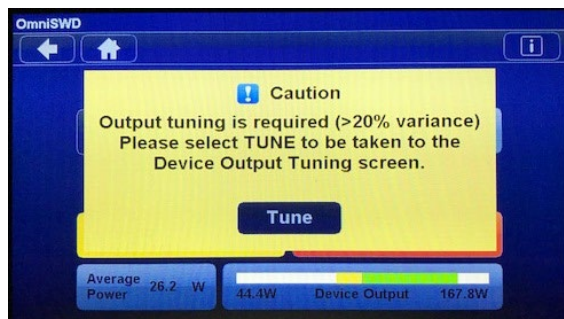 OmniSWD
i
! Caution
Output tuning is required (>20% variance)
Please select TUNE to be taken to the
Device Output Tuning screen.
Tune
Average
Power 26.2 W
44.4W Device Output 167.8W